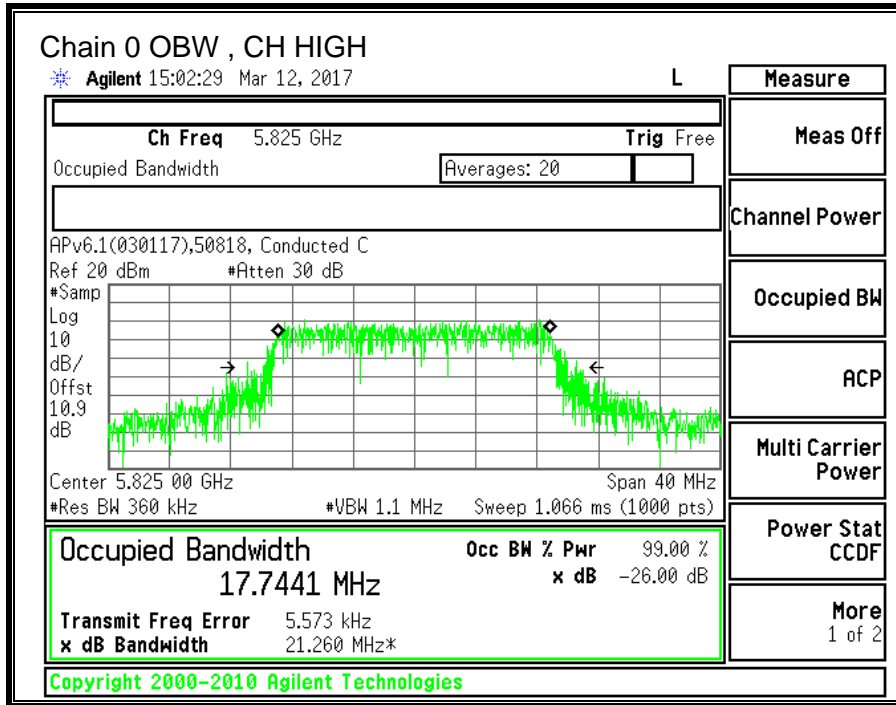 Chain 0 OBW , CH HIGH
Agilent 15:02:29 Mar 12, 2017 L
Measure
Ch Freq 5.825 GHz Trig Free
Meas Off
Occupied Bandwidth Averages: 20
Channel Power
APv6.1(030117),50818, Conducted C
Ref 20 dBm #Atten 30 dB
#Samp
Log
10
dB/
Offst
10.9
dB
Occupied BW
ACP
Center 5.825 00 GHz Span 40 MHz
#Res BW 360 kHz #VBW 1.1 MHz Sweep 1.066 ms (1000 pts)
Multi Carrier
Power
Occupied Bandwidth Occ BW % Pwr 99.00 %
17.7441 MHz x dB -26.00 dB
Transmit Freq Error 5.573 kHz
x dB Bandwidth 21.260 MHz*
Power Stat
CCDF
More
1 of 2
Copyright 2000-2010 Agilent Technologies